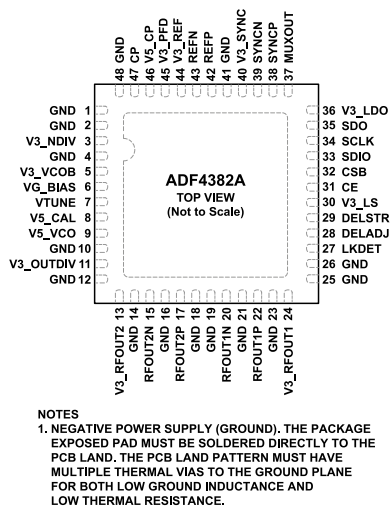 48 GND
47 CP
46 V5_CP
45 V3_PFD
44 V3_REF
43 REFN
42 REFP
41 GND
40 V3_SYNC
39 SYNCN
38 SYNCP
37 MUXOUT
GND 1
GND 2
V3_NDIV 3
GND 4
V3_VCOB 5
VG_BIAS 6
VTUNE 7
V5_CAL 8
V5_VCO 9
GND 10
V3_OUTDIV 11
GND 12
ADF4382A
TOP VIEW
(Not to Scale)
36 V3_LDO
35 SDO
34 SCLK
33 SDIO
32 CSB
31 CE
30 V3_LS
29 DELSTR
28 DELADJ
27 LKDET
26 GND
25 GND
V3_RFOUT2 13
GND 14
RFOUT2N 15
GND 16
RFOUT2P 17
GND 18
GND 19
RFOUT1N 20
GND 21
RFOUT1P 22
GND 23
V3_RFOUT1 24
NOTES
1. NEGATIVE POWER SUPPLY (GROUND). THE PACKAGE
EXPOSED PAD MUST BE SOLDERED DIRECTLY TO THE
PCB LAND. THE PCB LAND PATTERN MUST HAVE
MULTIPLE THERMAL VIAS TO THE GROUND PLANE
FOR BOTH LOW GROUND INDUCTANCE AND
LOW THERMAL RESISTANCE.